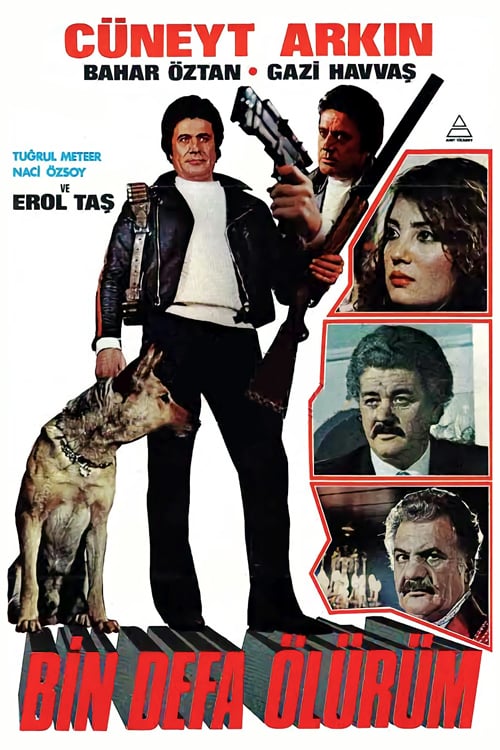 CÜNEYT ARKIN
BAHAR ÖZTAN • GAZİ HAVVAŞ
TUĞRUL METEER
NACİ ÖZSOY
VE
EROL TAŞ
BİN DEFA ÖLÜRÜM